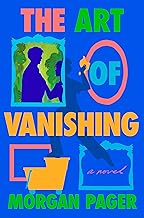 THE ART
OF
VANISHING
a novel
MORGAN PAGER